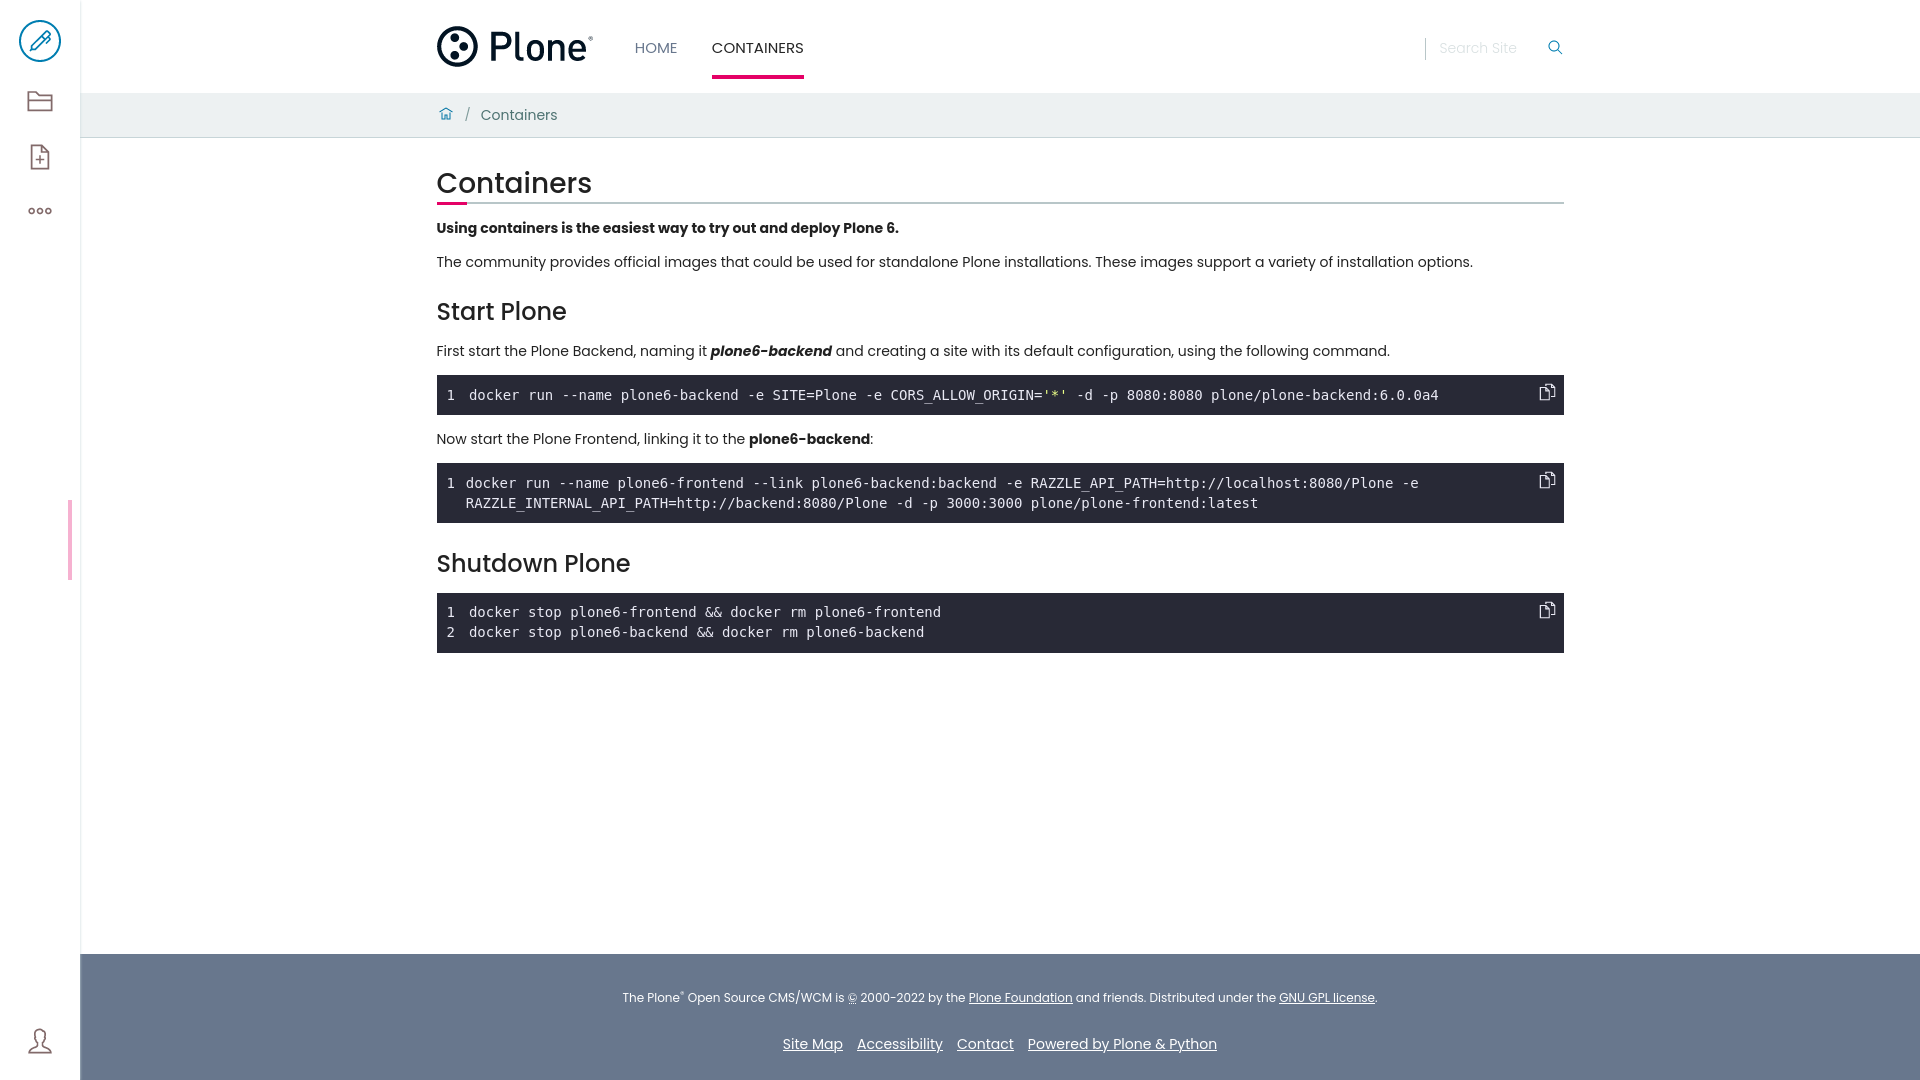 Plone®
HOME
CONTAINERS
Search Site
/ Containers
Containers
Using containers is the easiest way to try out and deploy Plone 6.
The community provides official images that could be used for standalone Plone installations. These images support a variety of installation options.
Start Plone
First start the Plone Backend, naming it plone6-backend and creating a site with its default configuration, using the following command.
1 docker run --name plone6-backend -e SITE=Plone -e CORS_ALLOW_ORIGIN='*' -d -p 8080:8080 plone/plone-backend:6.0.0a4
Now start the Plone Frontend, linking it to the plone6-backend:
1 docker run --name plone6-frontend --link plone6-backend:backend -e RAZZLE_API_PATH=http://localhost:8080/Plone -e
RAZZLE_INTERNAL_API_PATH=http://backend:8080/Plone -d -p 3000:3000 plone/plone-frontend:latest
Shutdown Plone
1 docker stop plone6-frontend && docker rm plone6-frontend
2 docker stop plone6-backend && docker rm plone6-backend
The Plone® Open Source CMS/WCM is © 2000-2022 by the Plone Foundation and friends. Distributed under the GNU GPL license.
Site Map Accessibility Contact Powered by Plone & Python